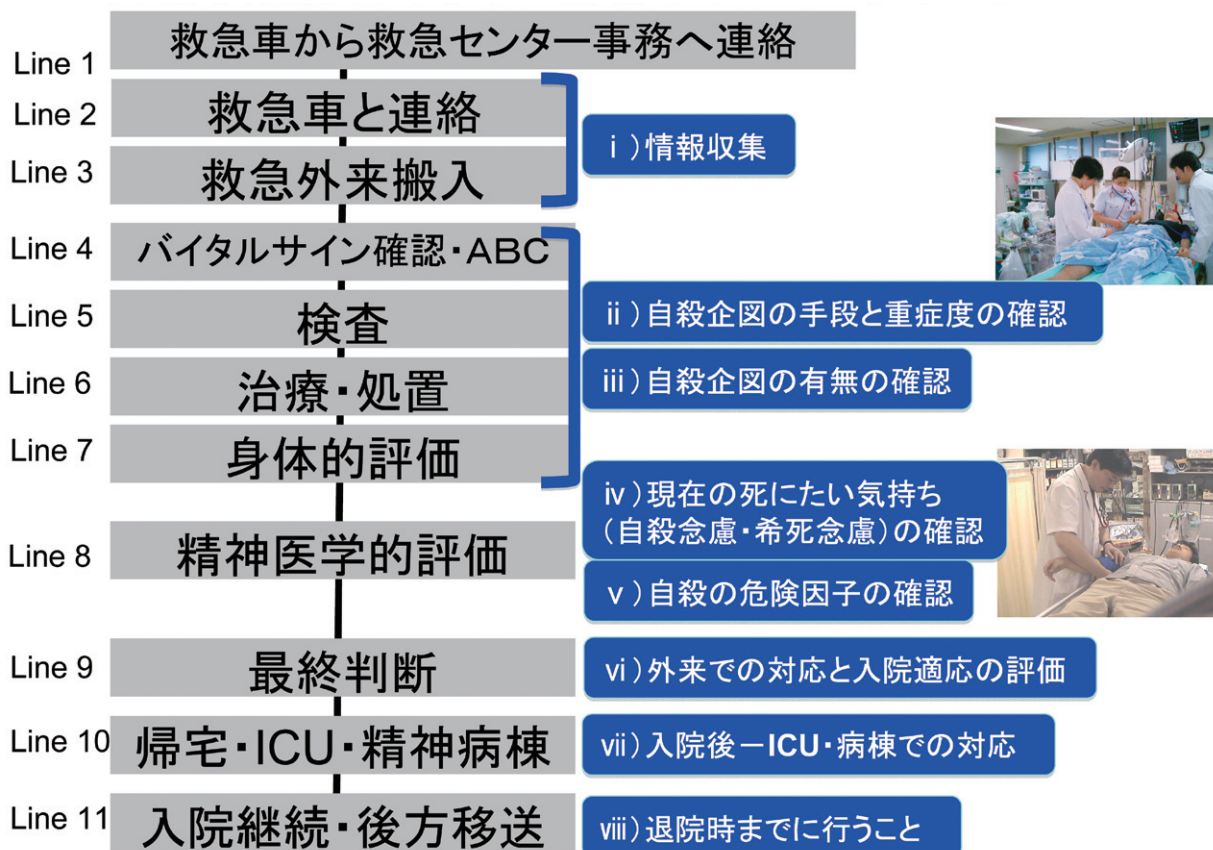 Line 1
救急車から救急センター事務へ連絡
Line 2
救急車と連絡
Line 3
救急外来搬入
ⅰ)情報収集
Line 4
バイタルサイン確認・ABC
Line 5
検査
ⅱ)自殺企図の手段と重症度の確認
Line 6
治療・処置
ⅲ)自殺企図の有無の確認
Line 7
身体的評価
Line 8
精神医学的評価
ⅳ)現在の死にたい気持ち
(自殺念慮・希死念慮)の確認
ⅴ)自殺の危険因子の確認
Line 9
最終判断
ⅵ)外来での対応と入院適応の評価
Line 10
帰宅・ICU・精神病棟
ⅶ)入院後－ICU・病棟での対応
Line 11
入院継続・後方移送
ⅷ)退院時までに行うこと